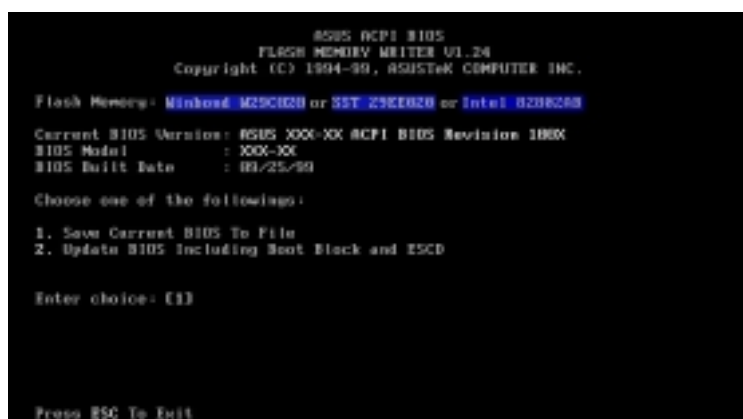 ASUS ACPI BIOS
FLASH MEMORY WRITER V1.24
Copyright (C) 1994-99, ASUSTeK COMPUTER INC.
Flash Memory: Winbond W29C020 or SST 29EE020 or Intel 82802AB
Current BIOS Version: ASUS XXX-XX ACPI BIOS Revision 100X
BIOS Model : XXX-XX
BIOS Built Date : 09/25/99
Choose one of the followings:
1. Save Current BIOS To File
2. Update BIOS Including Boot Block and ESCD
Enter choice: [1]
Press ESC To Exit